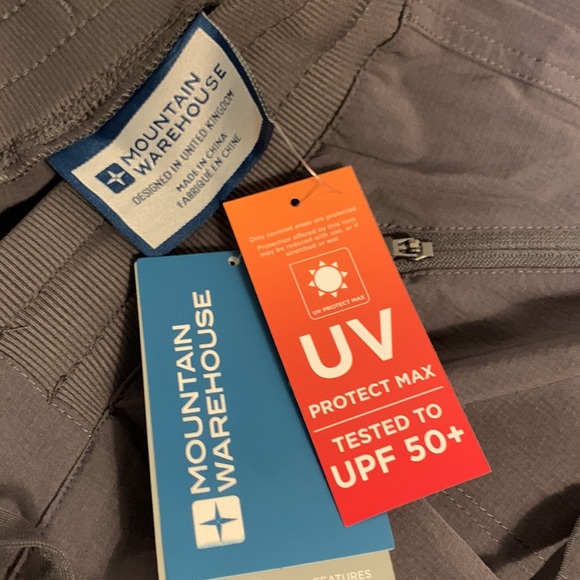 MOUNTAIN
WAREHOUSE
DESIGNED IN UNITED KINGDOM
MADE IN CHINA
FABRIQUÉ EN CHINE
Only covered areas are protected
Protection offered by this item
may be reduced with use, or if
stretched or wet
UV PROTECT MAX
UV
PROTECT MAX
TESTED TO
UPF 50+
MOUNTAIN
WAREHOUSE
FEATURES